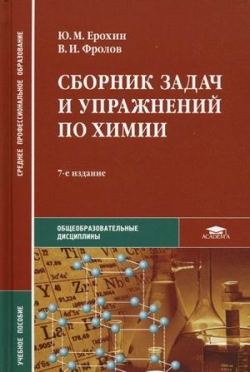 Ю. М. Ерохин
В. И. Фролов
СБОРНИК ЗАДАЧ
И УПРАЖНЕНИЙ
ПО ХИМИИ
7-е издание
ОБЩЕОБРАЗОВАТЕЛЬНЫЕ
ДИСЦИПЛИНЫ
ACADEMA
СРЕДНЕЕ ПРОФЕССИОНАЛЬНОЕ ОБРАЗОВАНИЕ
УЧЕБНОЕ ПОСОБИЕ